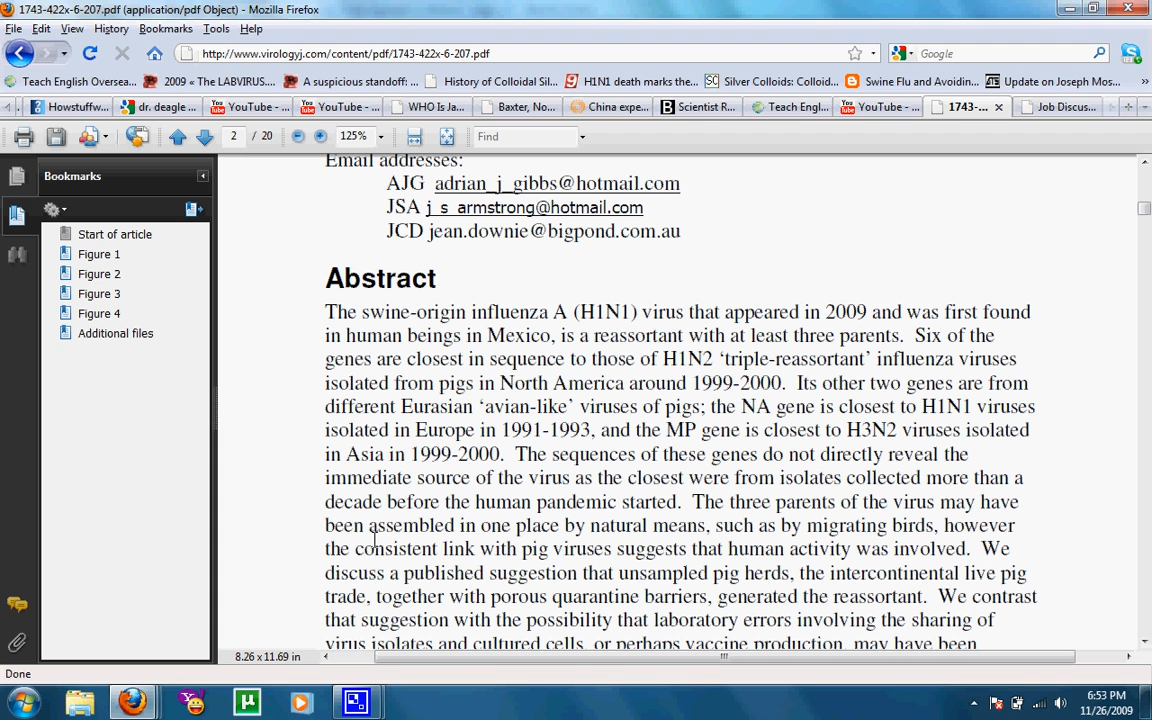 1743-422x-6-207.pdf (application/pdf Object) - Mozilla Firefox
File Edit View History Bookmarks Tools Help
http://www.virologyj.com/content/pdf/1743-422x-6-207.pdf
Google
Teach English Oversea... 2009 « The LABVIRUS.... A suspicious standoff: ... History of Colloidal Sil... H1N1 death marks the... Silver Colloids: Colloid... Swine Flu and Avoidin... Update on Joseph Mos...
Howstuffw... dr. deagle ... YouTube - ... YouTube - ... WHO Is Ja... Baxter, No... China expe... Scientist R... Teach Engl... YouTube - ... 1743-... Job Discus...
2 / 20 125% Find
Bookmarks
Start of article
Figure 1
Figure 2
Figure 3
Figure 4
Additional files
Email addresses:
AJG adrian_j_gibbs@hotmail.com
JSA j_s_armstrong@hotmail.com
JCD jean.downie@bigpond.com.au
Abstract
The swine-origin influenza A (H1N1) virus that appeared in 2009 and was first found
in human beings in Mexico, is a reassortant with at least three parents. Six of the
genes are closest in sequence to those of H1N2 ‘triple-reassortant’ influenza viruses
isolated from pigs in North America around 1999-2000. Its other two genes are from
different Eurasian ‘avian-like’ viruses of pigs; the NA gene is closest to H1N1 viruses
isolated in Europe in 1991-1993, and the MP gene is closest to H3N2 viruses isolated
in Asia in 1999-2000. The sequences of these genes do not directly reveal the
immediate source of the virus as the closest were from isolates collected more than a
decade before the human pandemic started. The three parents of the virus may have
been assembled in one place by natural means, such as by migrating birds, however
the consistent link with pig viruses suggests that human activity was involved. We
discuss a published suggestion that unsampled pig herds, the intercontinental live pig
trade, together with porous quarantine barriers, generated the reassortant. We contrast
that suggestion with the possibility that laboratory errors involving the sharing of
virus isolates and cultured cells, or perhaps vaccine production, may have been
8.26 x 11.69 in
Done
6:53 PM
11/26/2009